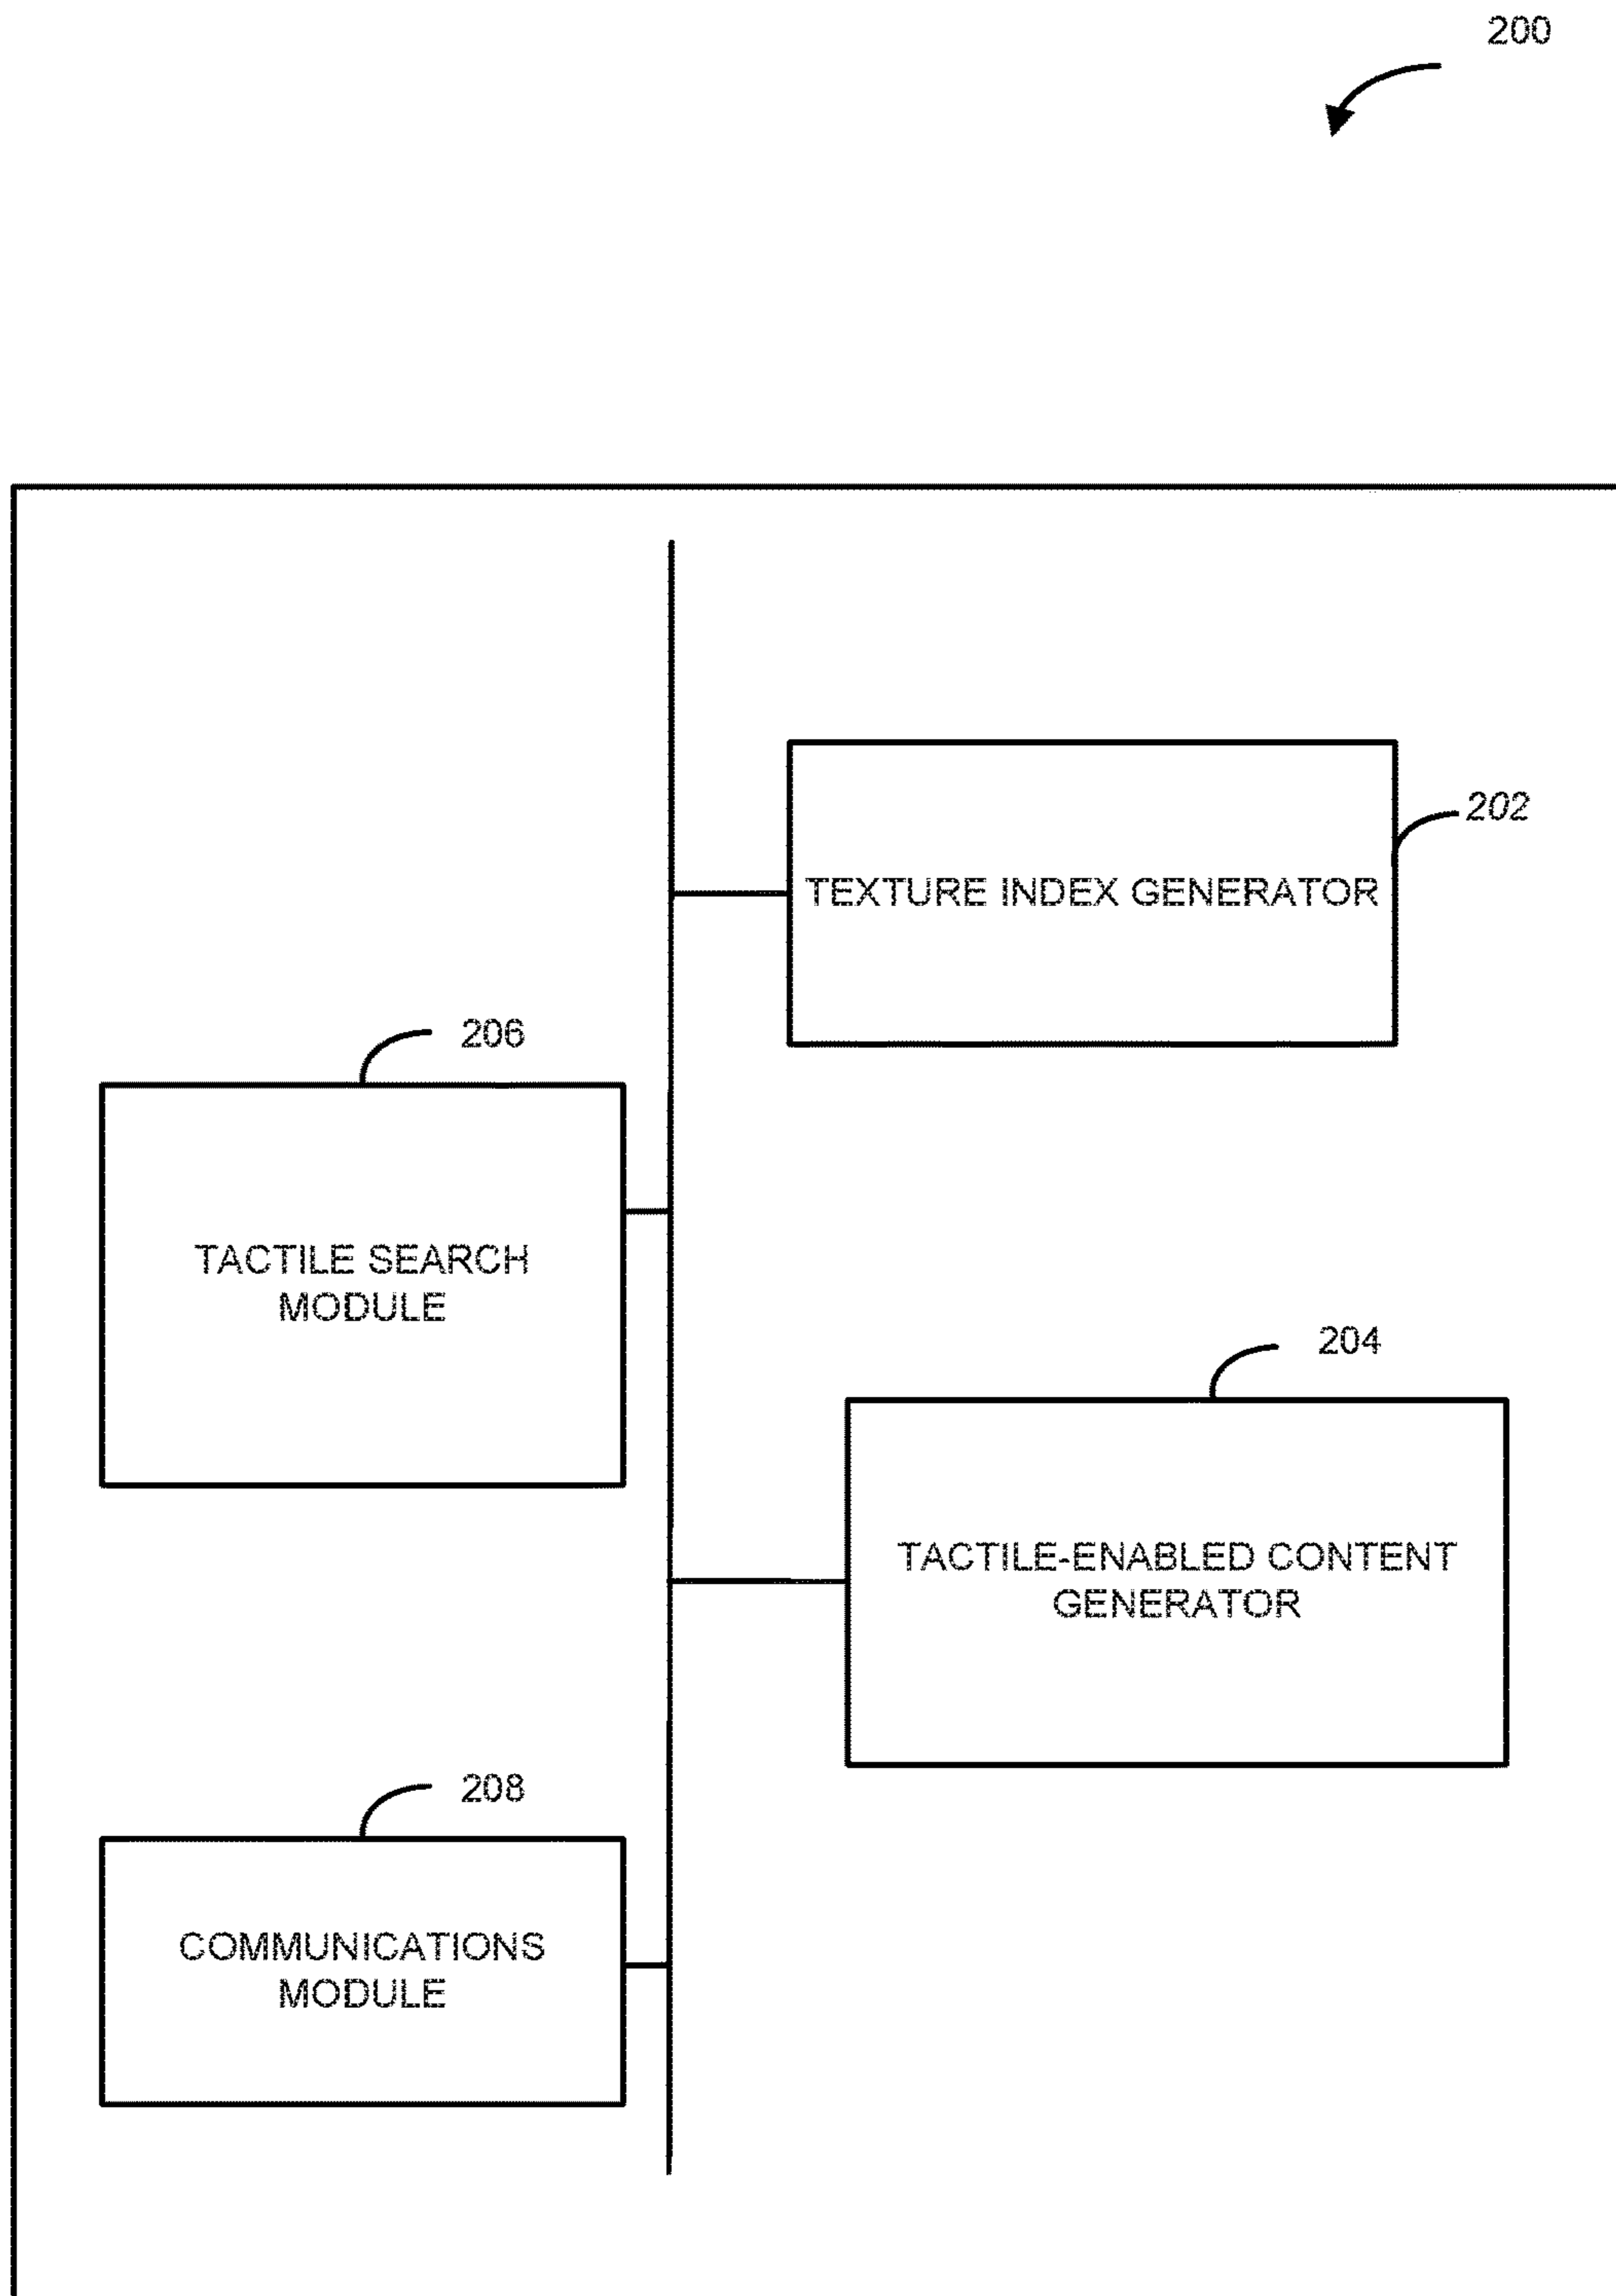 200
202
TEXTURE INDEX GENERATOR
206
TACTILE SEARCH
MODULE
204
TACTILE-ENABLED CONTENT
GENERATOR
208
COMMUNICATIONS
MODULE